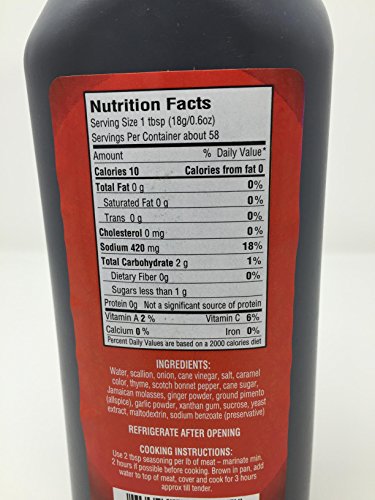 Nutrition Facts
Serving Size 1 tbsp (18g/0.6oz)
Servings Per Container about 58
Amount % Daily Value*
Calories 10 Calories from fat 0
Total Fat 0 g 0%
Saturated Fat 0 g 0%
Trans 0 g 0%
Cholesterol 0 mg 0%
Sodium 420 mg 18%
Total Carbohydrate 2 g 1%
Dietary Fiber 0g 0%
Sugars less than 1 g
Protein 0g Not a significant source of protein
Vitamin A 2 % Vitamin C 6%
Calcium 0 % Iron 0%
Percent Daily Values are based on a 2000 calories diet
INGREDIENTS:
Water, scallion, onion, cane vinegar, salt, caramel
color, thyme, scotch bonnet pepper, cane sugar,
Jamaican molasses, ginger powder, ground pimento
(allspice), garlic powder, xanthan gum, sucrose, yeast
extract, maltodextrin, sodium benzoate (preservative)
REFRIGERATE AFTER OPENING
COOKING INSTRUCTIONS:
Use 2 tbsp seasoning per lb of meat – marinate min.
2 hours if possible before cooking. Brown in pan, add
water to top of meat, cover and cook for 3 hours
approx till tender.